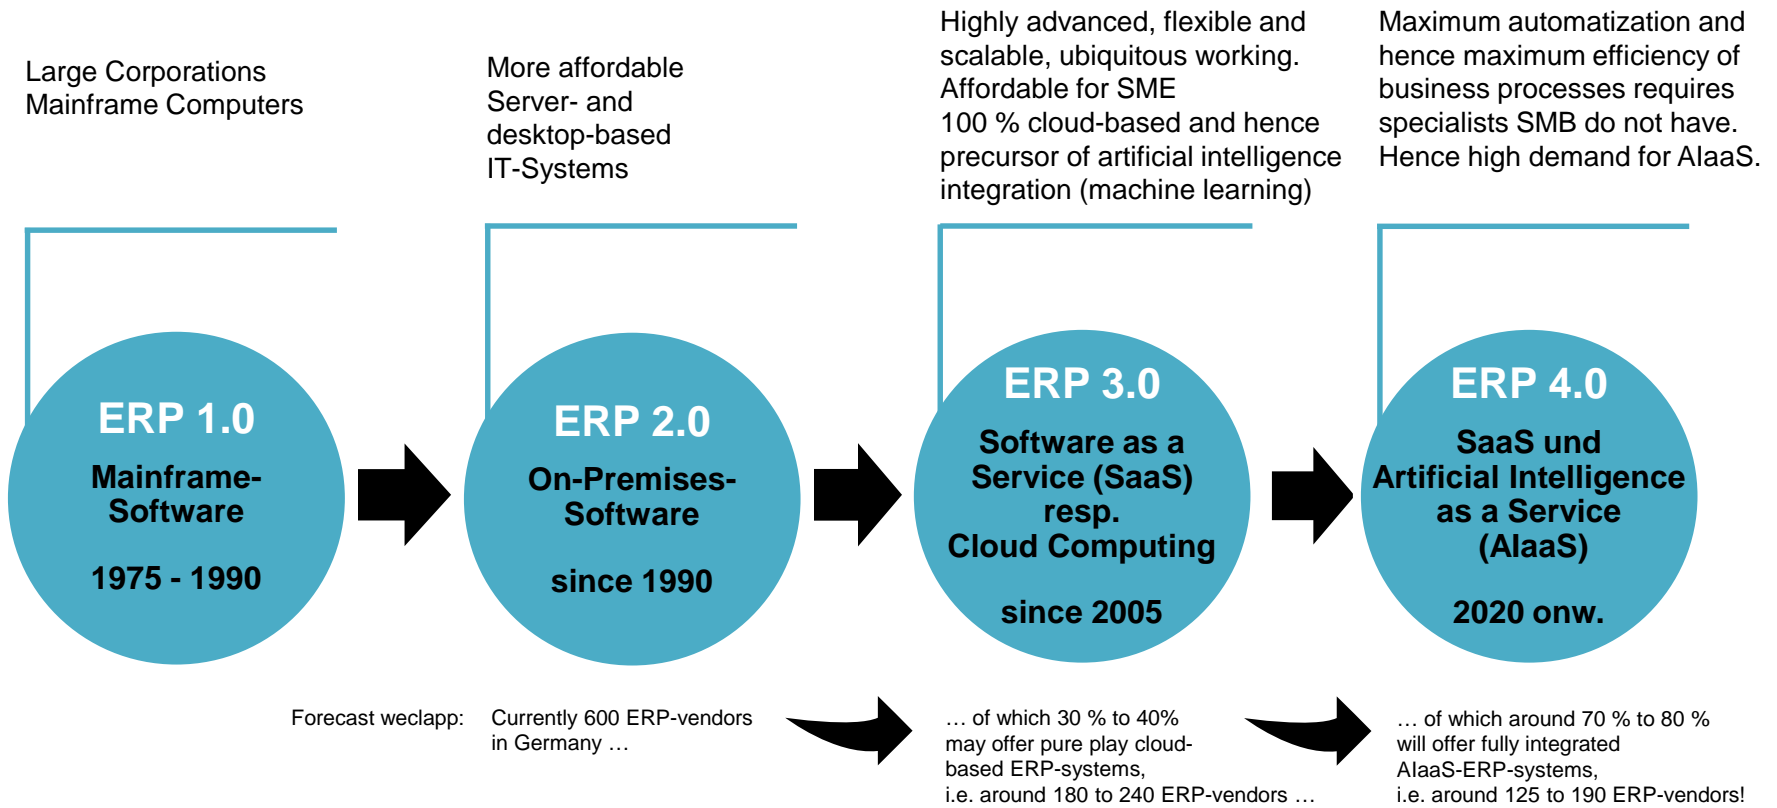 Large Corporations
Mainframe Computers
More affordable
Server- and
desktop-based
IT-Systems
Highly advanced, flexible and
scalable, ubiquitous working.
Affordable for SME
100 % cloud-based and hence
precursor of artificial intelligence
integration (machine learning)
Maximum automatization and
hence maximum efficiency of
business processes requires
specialists SMB do not have.
Hence high demand for AIaaS.
ERP 1.0
Mainframe-
Software
1975 - 1990
ERP 2.0
On-Premises-
Software
since 1990
ERP 3.0
Software as a
Service (SaaS)
resp.
Cloud Computing
since 2005
ERP 4.0
SaaS und
Artificial Intelligence
as a Service
(AIaaS)
2020 onw.
Forecast weclapp:
Currently 600 ERP-vendors
in Germany …
… of which 30 % to 40%
may offer pure play cloud-
based ERP-systems,
i.e. around 180 to 240 ERP-vendors …
… of which around 70 % to 80 %
will offer fully integrated
AIaaS-ERP-systems,
i.e. around 125 to 190 ERP-vendors!